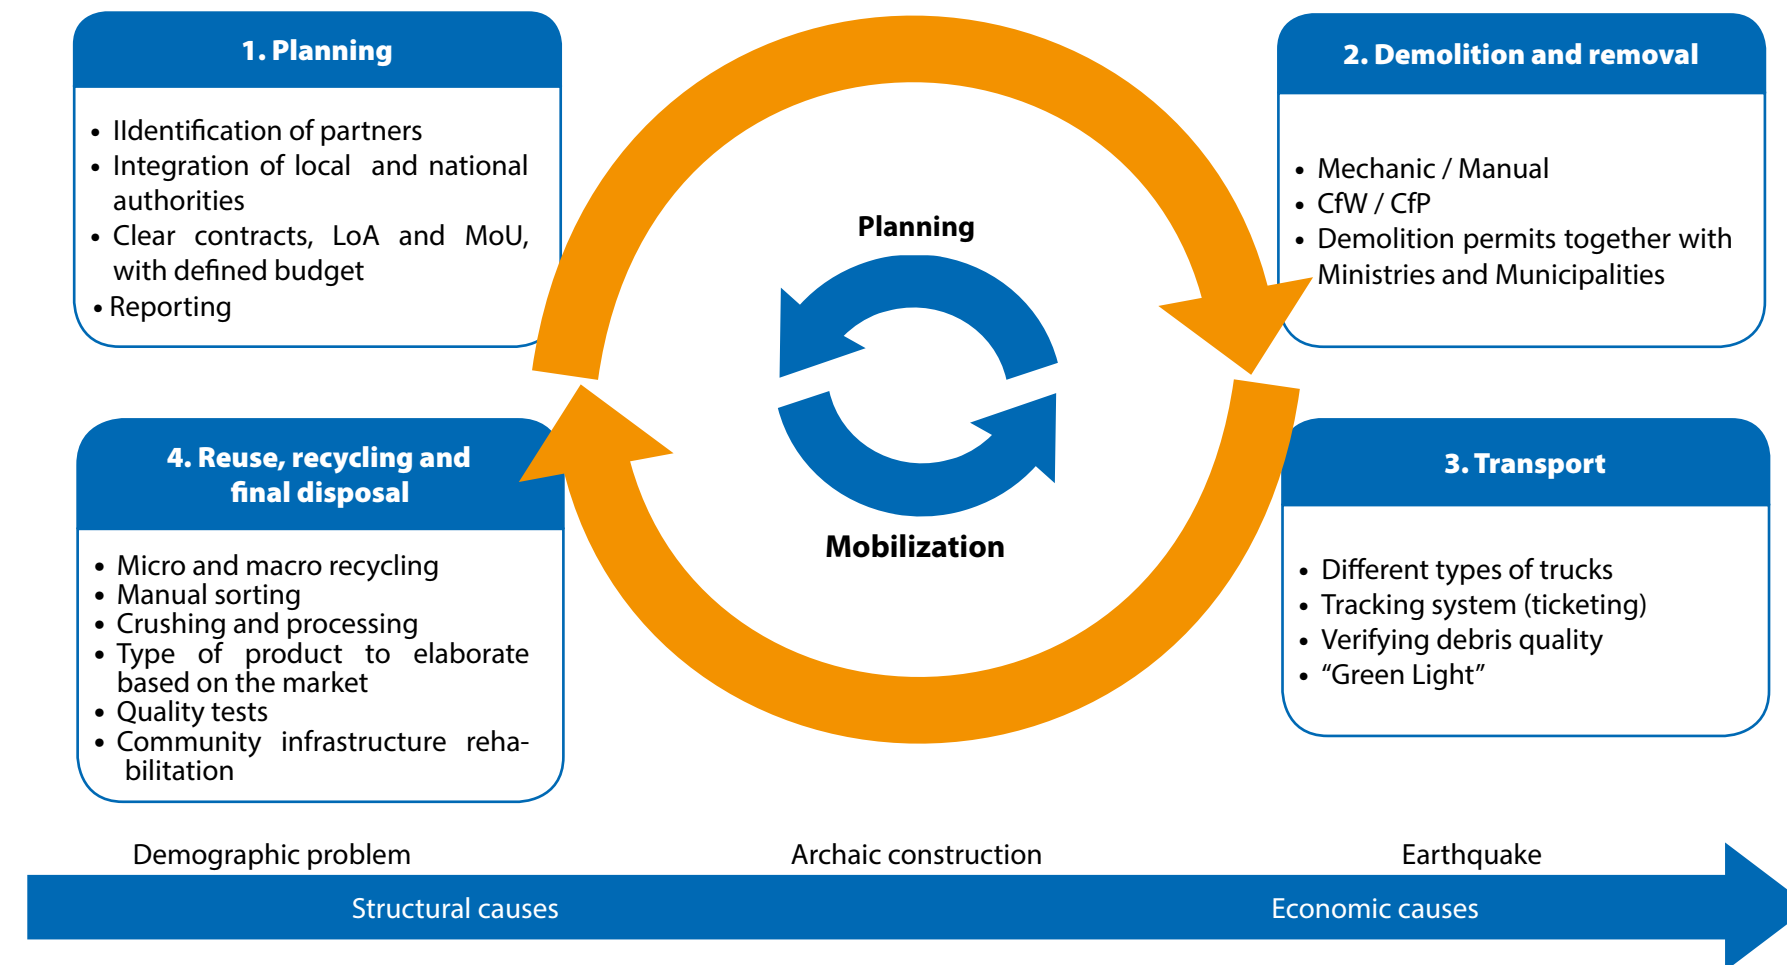 1. Planning
• IIdentification of partners
• Integration of local and national
authorities
• Clear contracts, LoA and MoU,
with defined budget
• Reporting
2. Demolition and removal
• Mechanic / Manual
• CfW / CfP
• Demolition permits together with
Ministries and Municipalities
Planning
Mobilization
4. Reuse, recycling and
final disposal
• Micro and macro recycling
• Manual sorting
• Crushing and processing
• Type of product to elaborate
based on the market
• Quality tests
• Community infrastructure reha-
bilitation
3. Transport
• Different types of trucks
• Tracking system (ticketing)
• Verifying debris quality
• “Green Light”
Demographic problem
Archaic construction
Earthquake
Structural causes
Economic causes